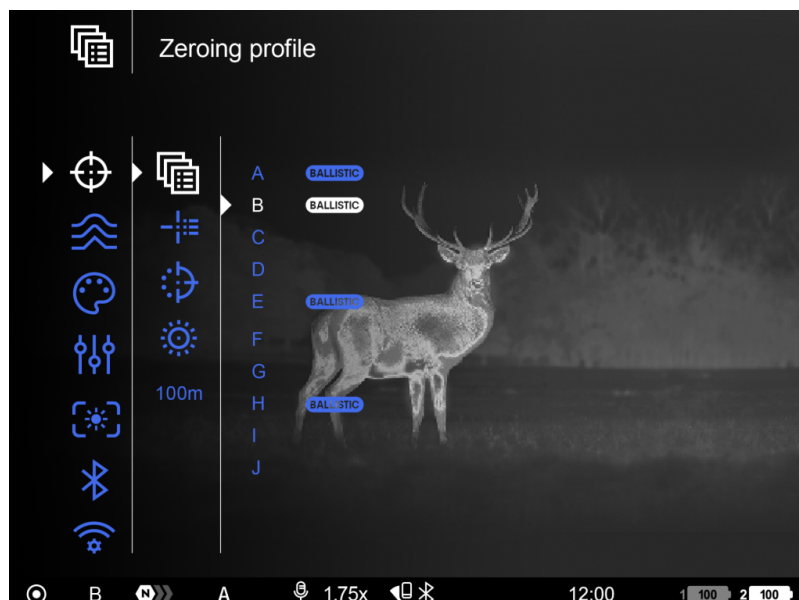 Zeroing profile
A BALLISTIC
B BALLISTIC
C
D
E BALLISTIC
F
G
100m
H BALLISTIC
I
J
B N A 1.75x 12:00 1 100 2 100